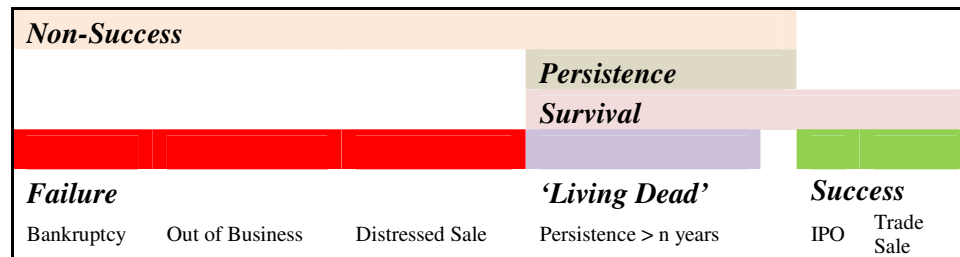 Non-Success
Persistence
Survival
Failure
‘Living Dead’
Success
Bankruptcy
Out of Business
Distressed Sale
Persistence > n years
IPO
Trade
Sale